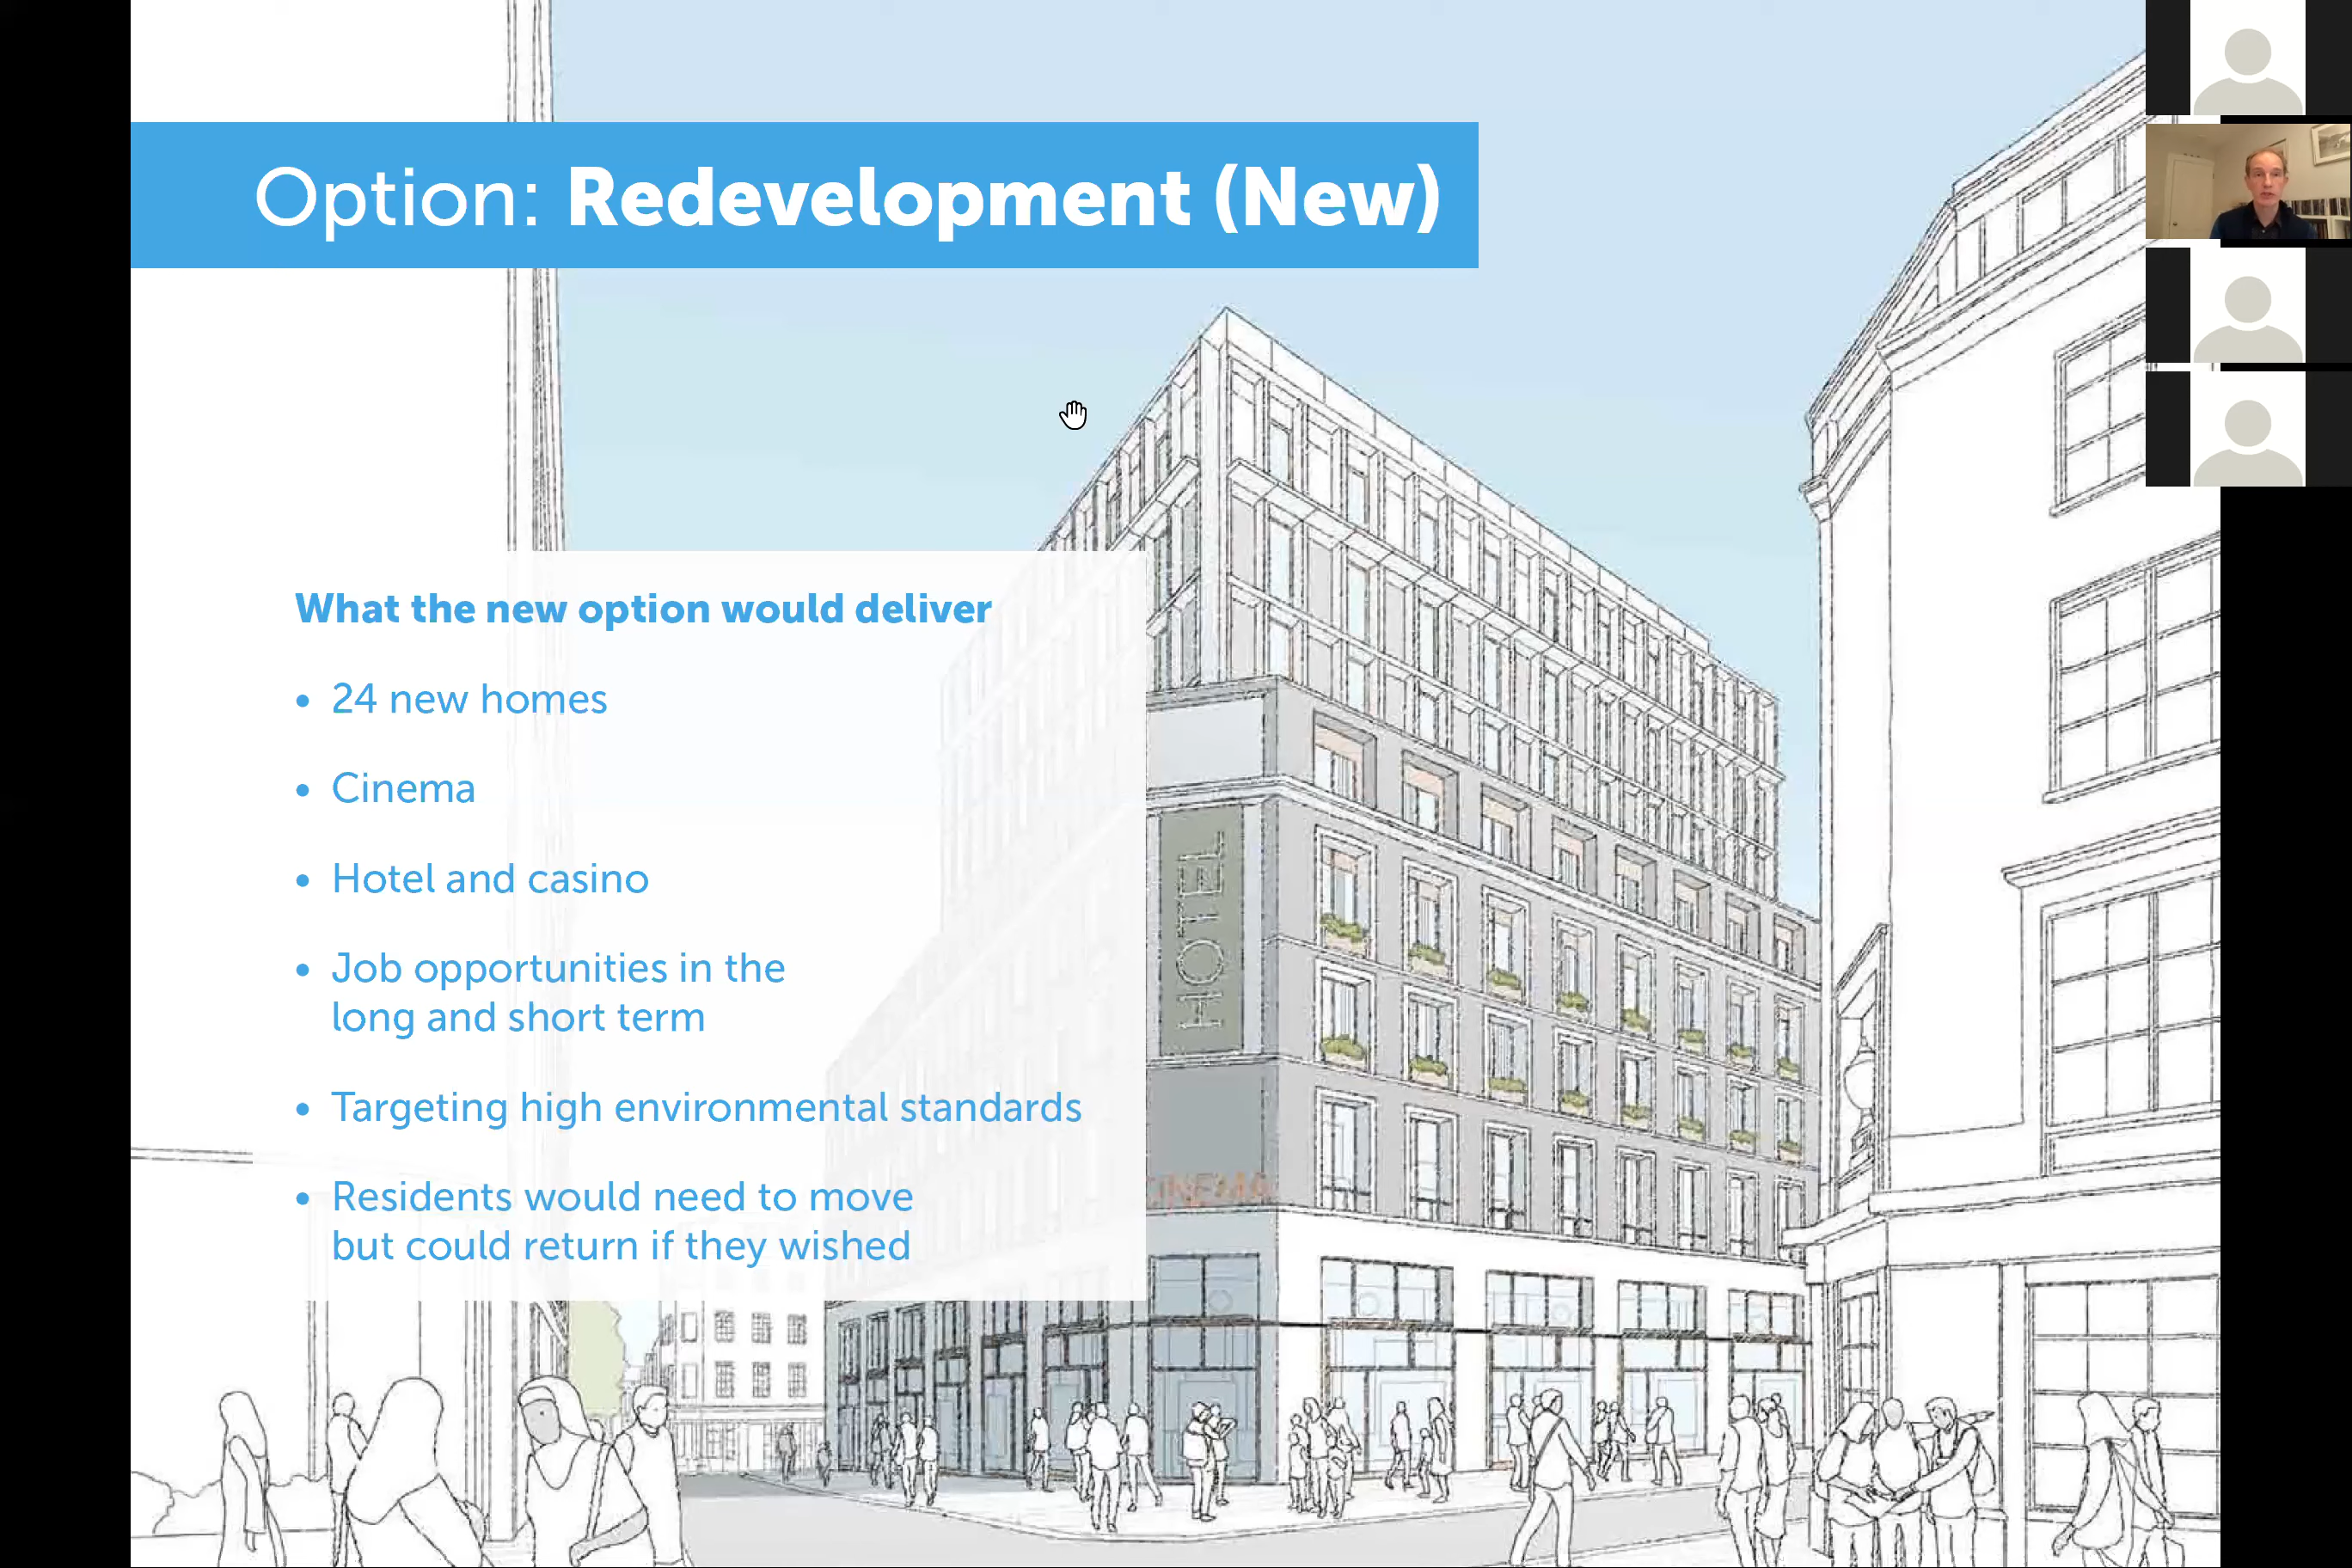 Option: Redevelopment (New)
What the new option would deliver
• 24 new homes
• Cinema
• Hotel and casino
• Job opportunities in the
long and short term
• Targeting high environmental standards
• Residents would need to move
but could return if they wished
HOTEL
CINEMA